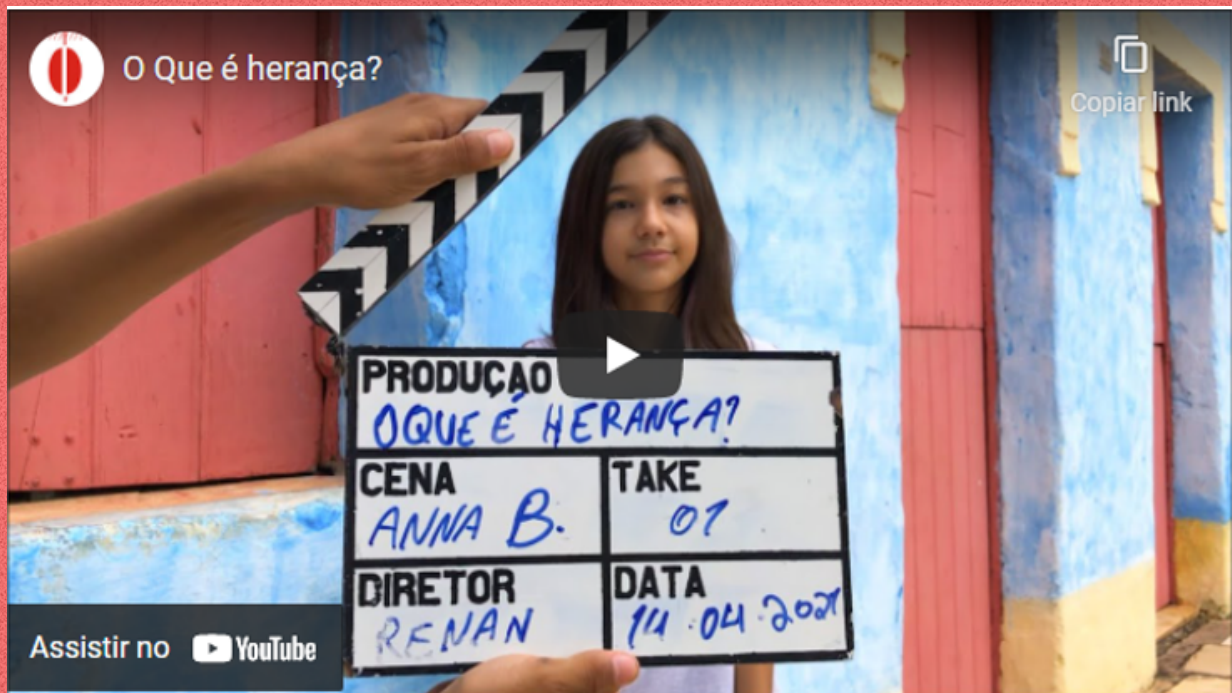 O Que é herança?
Copiar link
PRODUÇAO
OQUE É HERANÇA?
CENA
ANNA B.
TAKE
01
DIRETOR
RENAN
DATA
14.04.2021
Assistir no YouTube